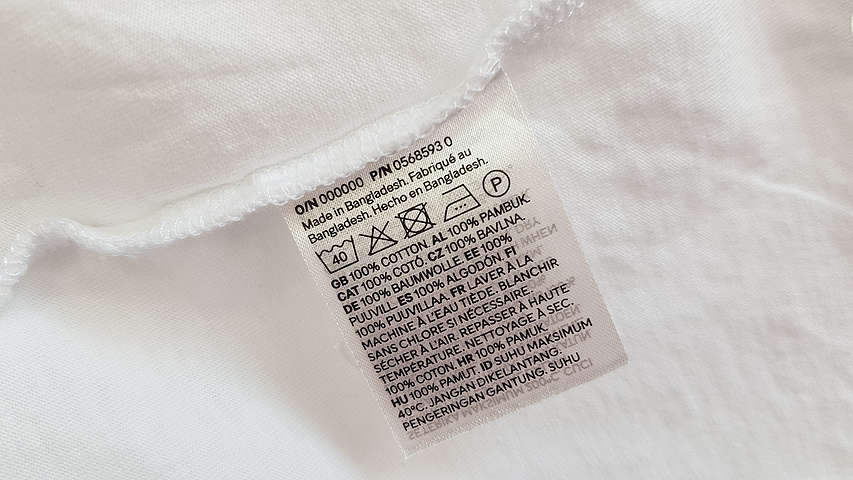 O/N 000000 P/N 0568593 0
Made in Bangladesh. Fabriqué au
Bangladesh. Hecho en Bangladesh.
40 P
GB 100% COTTON. AL 100% PAMBUK.
CAT 100% COTÓ. CZ 100% BAVLNA.
DE 100% BAUMWOLLE. EE 100%
PUUVILL. ES 100% ALGODÓN. FI
100% PUUVILLAA. FR LAVER À LA
MACHINE À L'EAU TIÈDE. BLANCHIR
SANS CHLORE SI NÉCESSAIRE.
SÉCHER À L'AIR. REPASSER À HAUTE
TEMPÉRATURE. NETTOYAGE À SEC.
100% COTON. HR 100% PAMUK.
HU 100% PAMUT. ID SUHU MAKSIMUM
40°C. JANGAN DIKELANTANG.
PENGERINGAN GANTUNG. SUHU